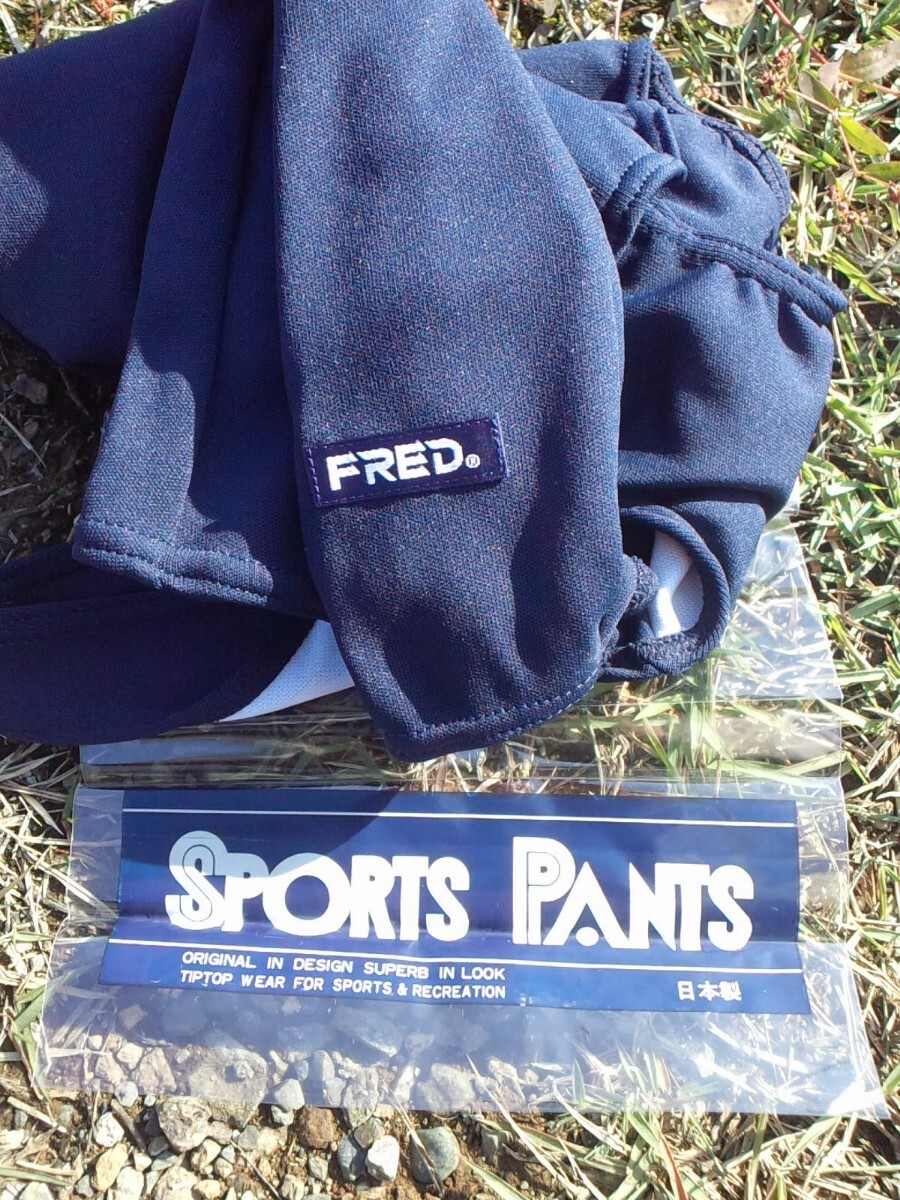 FRED®
SPORTS PANTS
ORIGINAL IN DESIGN SUPERB IN LOOK
TIPTOP WEAR FOR SPORTS & RECREATION
日本製